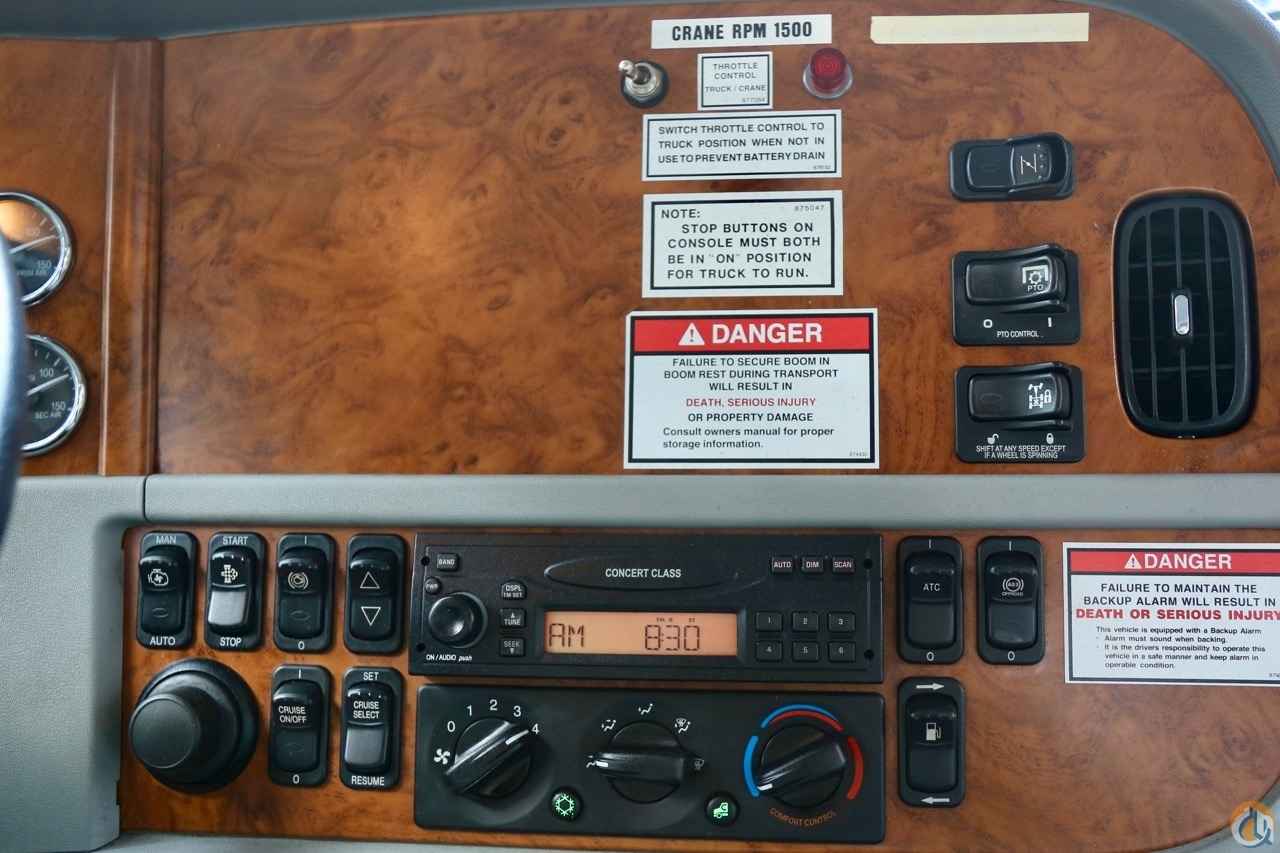 CRANE RPM 1500
THROTTLE
CONTROL
TRUCK / CRANE
SWITCH THROTTLE CONTROL TO
TRUCK POSITION WHEN NOT IN
USE TO PREVENT BATTERY DRAIN
NOTE: 875047
STOP BUTTONS ON
CONSOLE MUST BOTH
BE IN "ON" POSITION
FOR TRUCK TO RUN.
DANGER
FAILURE TO SECURE BOOM IN
BOOM REST DURING TRANSPORT
WILL RESULT IN
DEATH, SERIOUS INJURY
OR PROPERTY DAMAGE
Consult owners manual for proper
storage information.
PTO
O I
PTO CONTROL
SHIFT AT ANY SPEED EXCEPT
IF A WHEEL IS SPINNING
100
150
100
150
SEC AIR
MAN
AUTO
START
STOP
I
O
BAND
PWR
ON / AUDIO push
DSPL
TM SET
TUNE
SEEK
CONCERT CLASS
AUTO DIM SCAN
AM 8:30
1 2 3
4 5 6
I
ATC
O
I
ABS
OFFROAD
O
DANGER
FAILURE TO MAINTAIN THE
BACKUP ALARM WILL RESULT IN
DEATH OR SERIOUS INJURY
This vehicle is equipped with a Backup Alarm
· Alarm must sound when backing.
· It is the drivers responsibility to operate this
vehicle in a safe manner and keep alarm in
operable condition.
I
CRUISE
ON/OFF
O
SET
CRUISE
SELECT
RESUME
0 1 2 3 4
COMFORT CONTROL